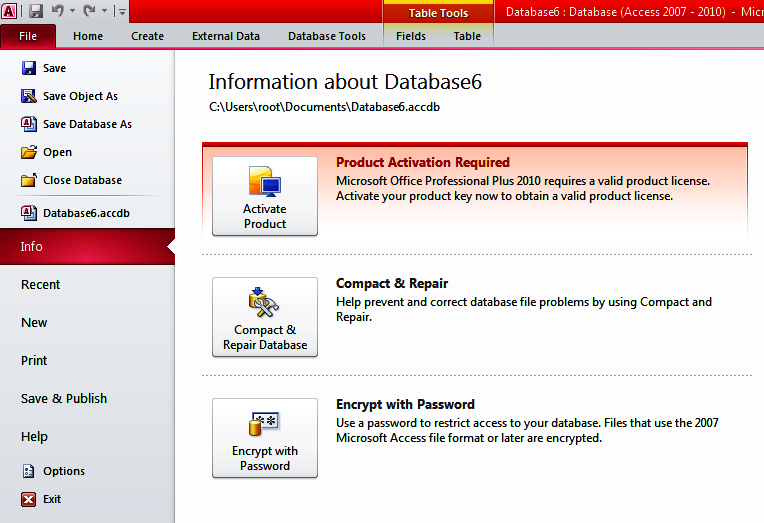 Table Tools
Database6 : Database (Access 2007 - 2010) - Micr
File Home Create External Data Database Tools Fields Table
Save
Save Object As
Save Database As
Open
Close Database
Database6.accdb
Info
Recent
New
Print
Save & Publish
Help
Options
Exit
Information about Database6
C:\Users\root\Documents\Database6.accdb
Activate
Product
Product Activation Required
Microsoft Office Professional Plus 2010 requires a valid product license.
Activate your product key now to obtain a valid product license.
Compact &
Repair Database
Compact & Repair
Help prevent and correct database file problems by using Compact and
Repair.
Encrypt with
Password
Encrypt with Password
Use a password to restrict access to your database. Files that use the 2007
Microsoft Access file format or later are encrypted.